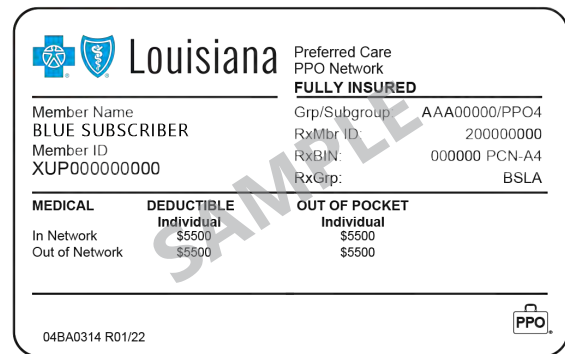 Louisiana
Preferred Care
PPO Network
FULLY INSURED
Member Name
BLUE SUBSCRIBER
Member ID
XUP000000000
Grp/Subgroup: AAA00000/PPO4
RxMbr ID: 200000000
RxBIN: 000000 PCN-A4
RxGrp: BSLA
SAMPLE
MEDICAL DEDUCTIBLE OUT OF POCKET
Individual Individual
In Network $5500 $5500
Out of Network $5500 $5500
04BA0314 R01/22
PPO